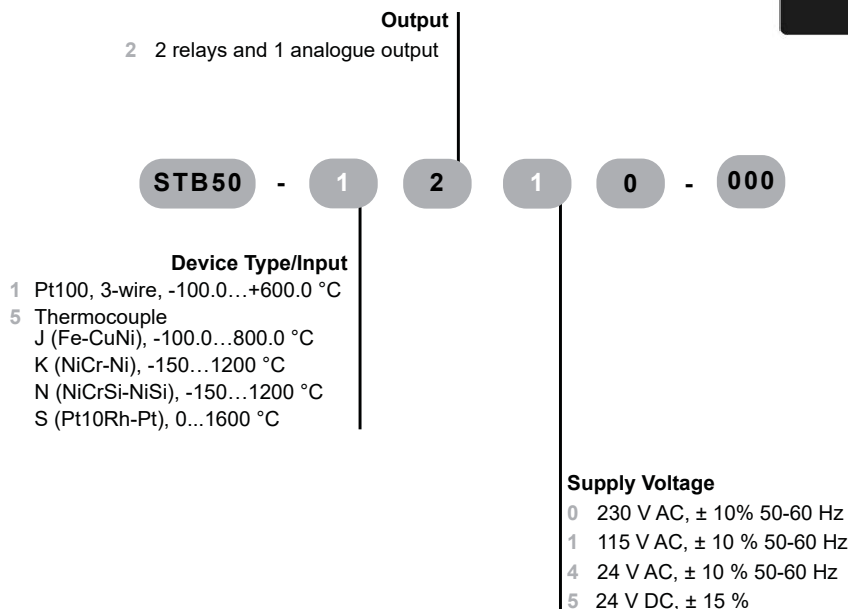 Output
2 2 relays and 1 analogue output
STB50 - 1 2 1 0 - 000
Device Type/Input
1 Pt100, 3-wire, -100.0…+600.0 °C
5 Thermocouple
J (Fe-CuNi), -100.0…800.0 °C
K (NiCr-Ni), -150…1200 °C
N (NiCrSi-NiSi), -150…1200 °C
S (Pt10Rh-Pt), 0...1600 °C
Supply Voltage
0 230 V AC, ± 10% 50-60 Hz
1 115 V AC, ± 10 % 50-60 Hz
4 24 V AC, ± 10 % 50-60 Hz
5 24 V DC, ± 15 %